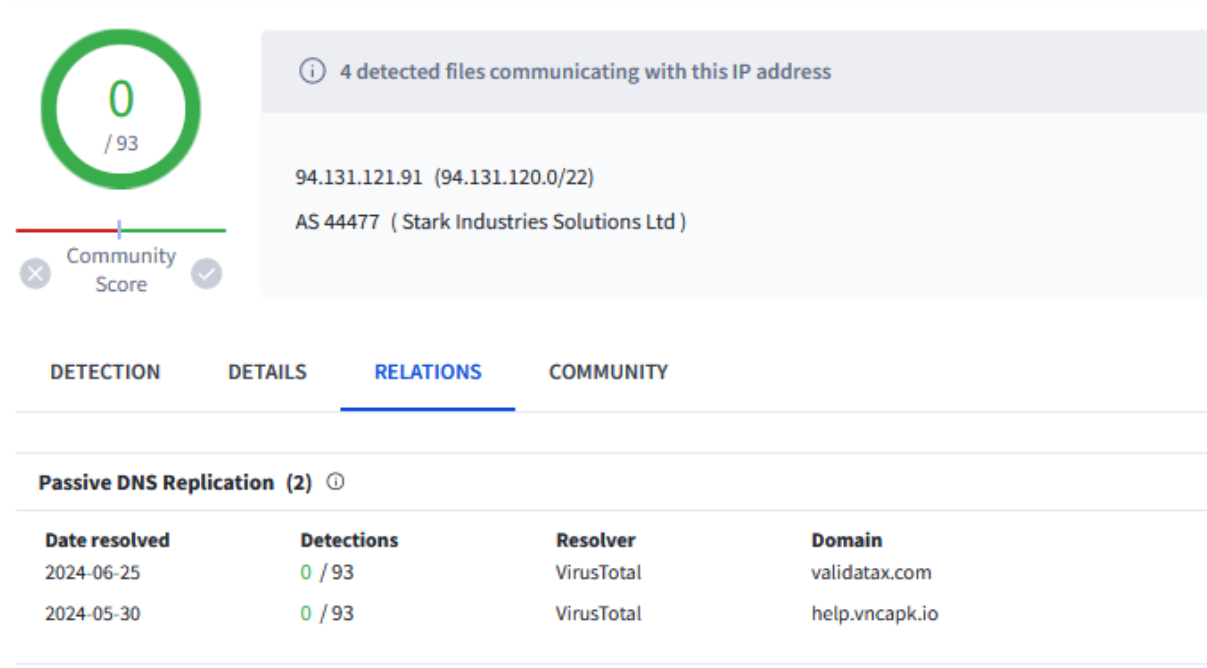 0
/ 93
Community
Score
4 detected files communicating with this IP address
94.131.121.91 (94.131.120.0/22)
AS 44477 ( Stark Industries Solutions Ltd )
DETECTION DETAILS RELATIONS COMMUNITY
Passive DNS Replication (2)
Date resolved Detections Resolver Domain
2024-06-25 0 / 93 VirusTotal validatax.com
2024-05-30 0 / 93 VirusTotal help.vncapk.io